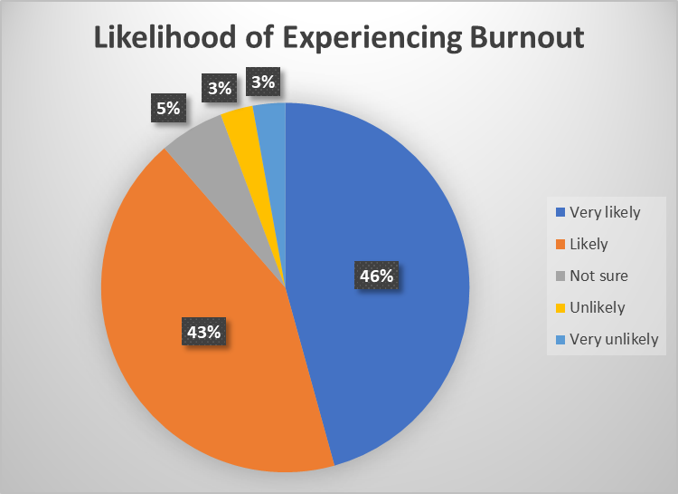 Likelihood of Experiencing Burnout
3%
3%
5%
46%
43%
Very likely
Likely
Not sure
Unlikely
Very unlikely